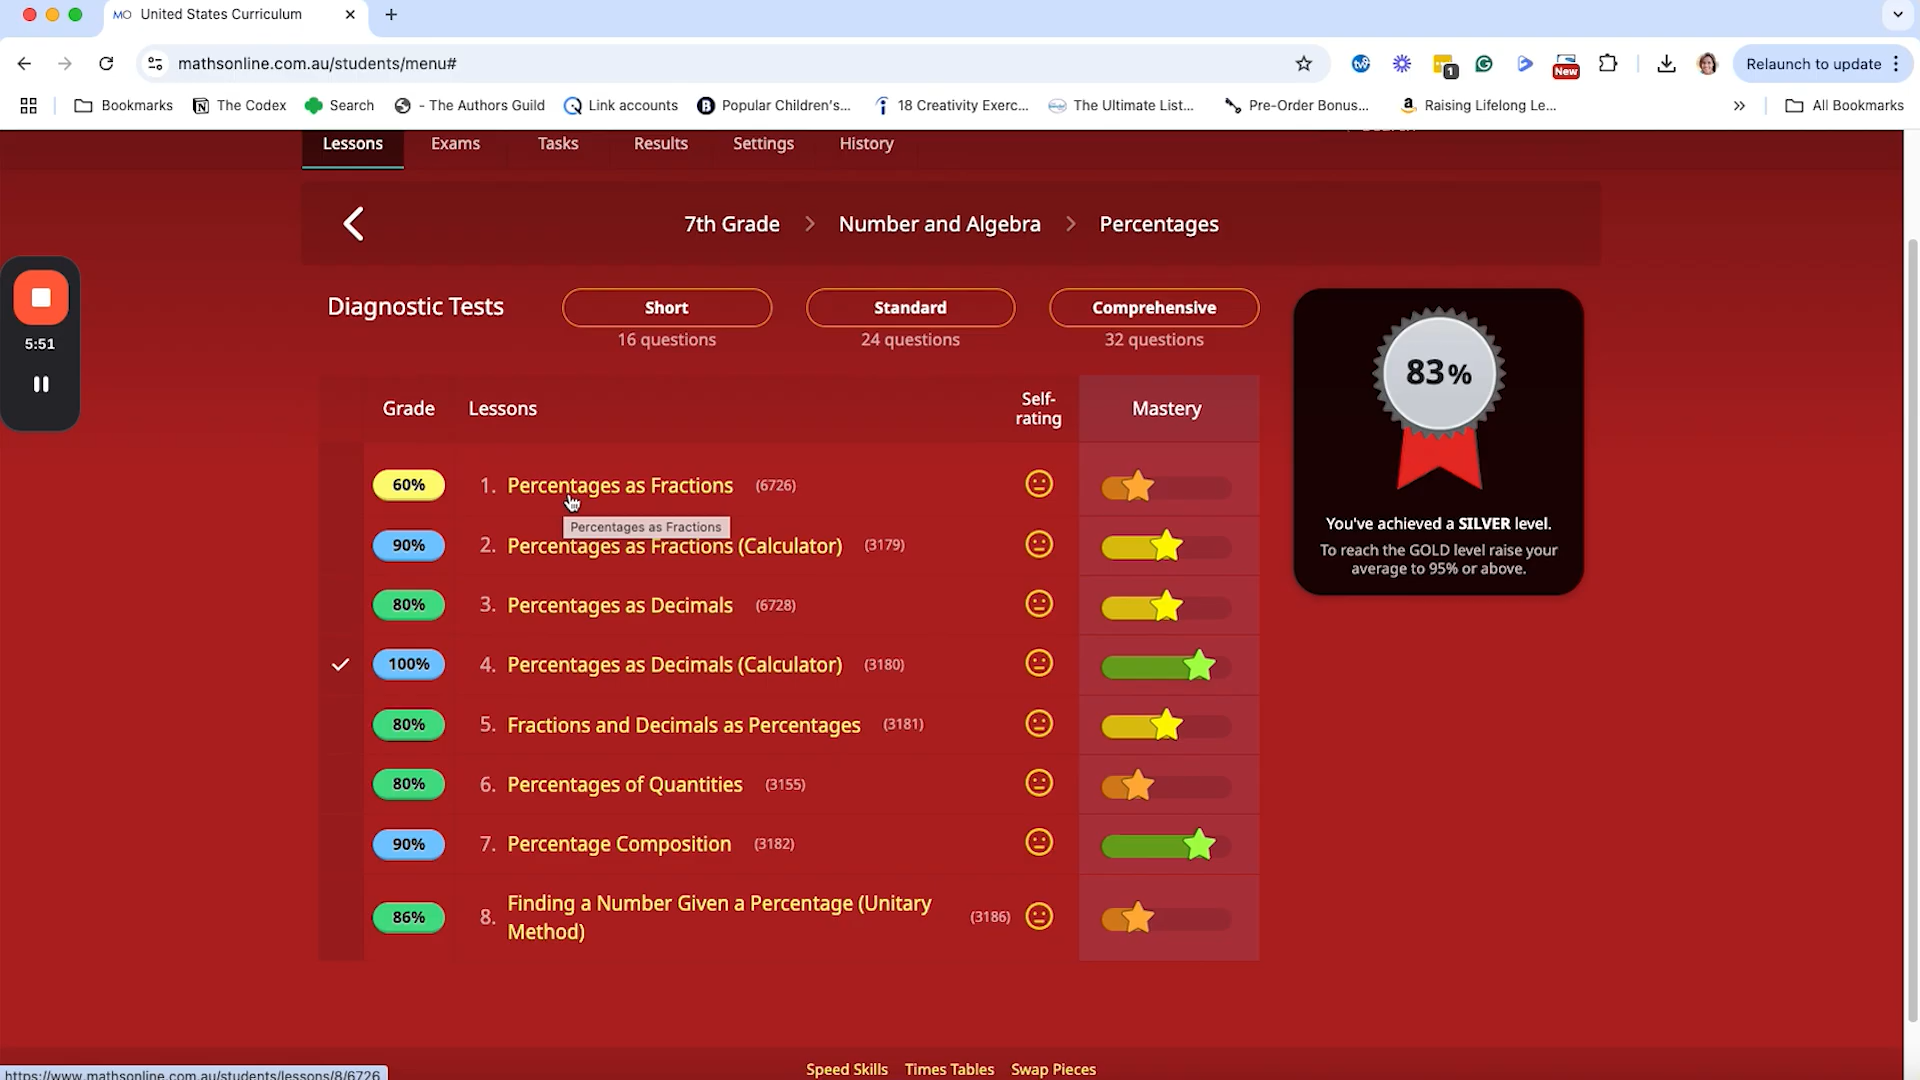 MO United States Curriculum
mathsonline.com.au/students/menu#
1
New
Relaunch to update
Bookmarks
The Codex
Search
- The Authors Guild
Link accounts
Popular Children's...
18 Creativity Exerc...
The Ultimate List...
Pre-Order Bonus...
Raising Lifelong Le...
All Bookmarks
Lessons Exams Tasks Results Settings History
7th Grade > Number and Algebra > Percentages
Diagnostic Tests
Short
16 questions
Standard
24 questions
Comprehensive
32 questions
5:51
83%
You've achieved a SILVER level.
To reach the GOLD level raise your
average to 95% or above.
Grade Lessons Self-
rating Mastery
60% 1. Percentages as Fractions (6726)
Percentages as Fractions
90% 2. Percentages as Fractions (Calculator) (3179)
80% 3. Percentages as Decimals (6728)
100% 4. Percentages as Decimals (Calculator) (3180)
80% 5. Fractions and Decimals as Percentages (3181)
80% 6. Percentages of Quantities (3155)
90% 7. Percentage Composition (3182)
86% 8. Finding a Number Given a Percentage (Unitary
Method) (3186)
Speed Skills Times Tables Swap Pieces
https://www.mathsonline.com.au/students/lessons/8/6726